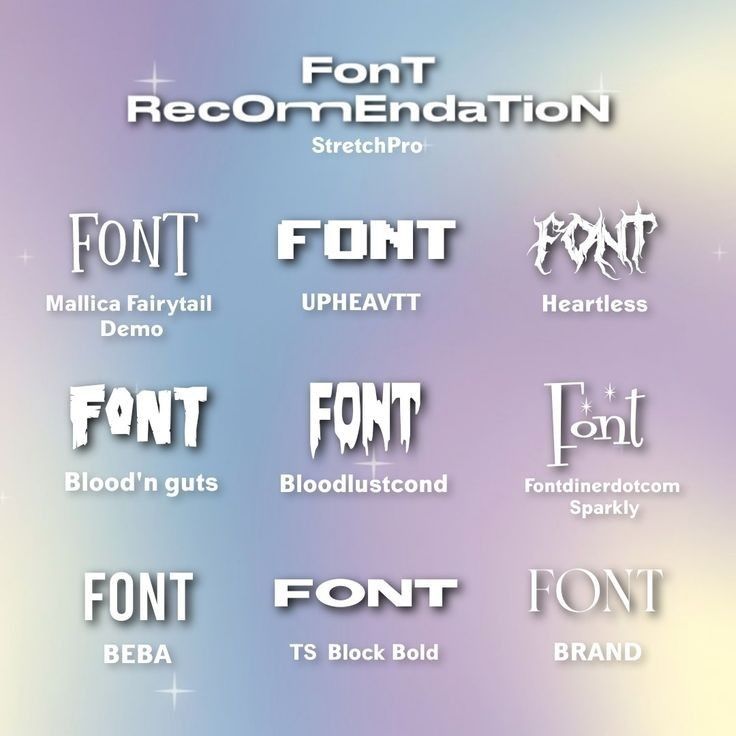 FonT
RecOmEndaTioN
StretchPro
FONT
FONT
FONT
Mallica Fairytail
Demo
UPHEAVTT
Heartless
FONT
FONT
Font
Blood'n guts
Bloodlustcond
Fontdinerdotcom
Sparkly
FONT
FONT
FONT
BEBA
TS Block Bold
BRAND